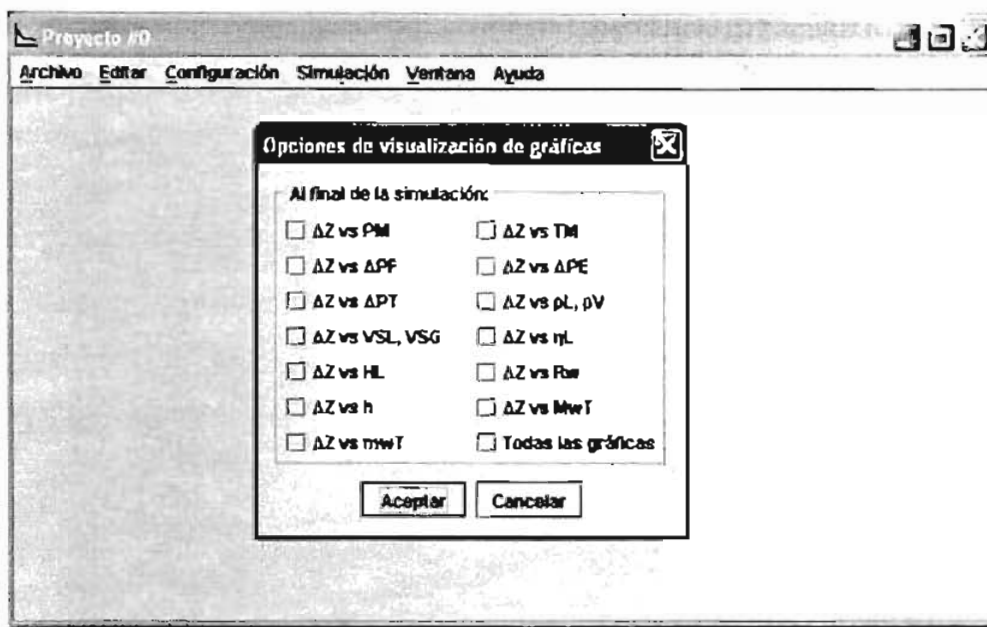 Proyecto #0
Archivo Editar Configuración Simulación Ventana Ayuda
Opciones de visualización de gráficas
Al final de la simulación:
ΔZ vs PM
ΔZ vs TM
ΔZ vs ΔPF
ΔZ vs ΔPE
ΔZ vs ΔPT
ΔZ vs ρL, ρV
ΔZ vs VSL, VSG
ΔZ vs ηL
ΔZ vs HL
ΔZ vs
ΔZ vs h
ΔZ vs MwT
ΔZ vs mwT
Todas las gráficas
Aceptar
Cancelar